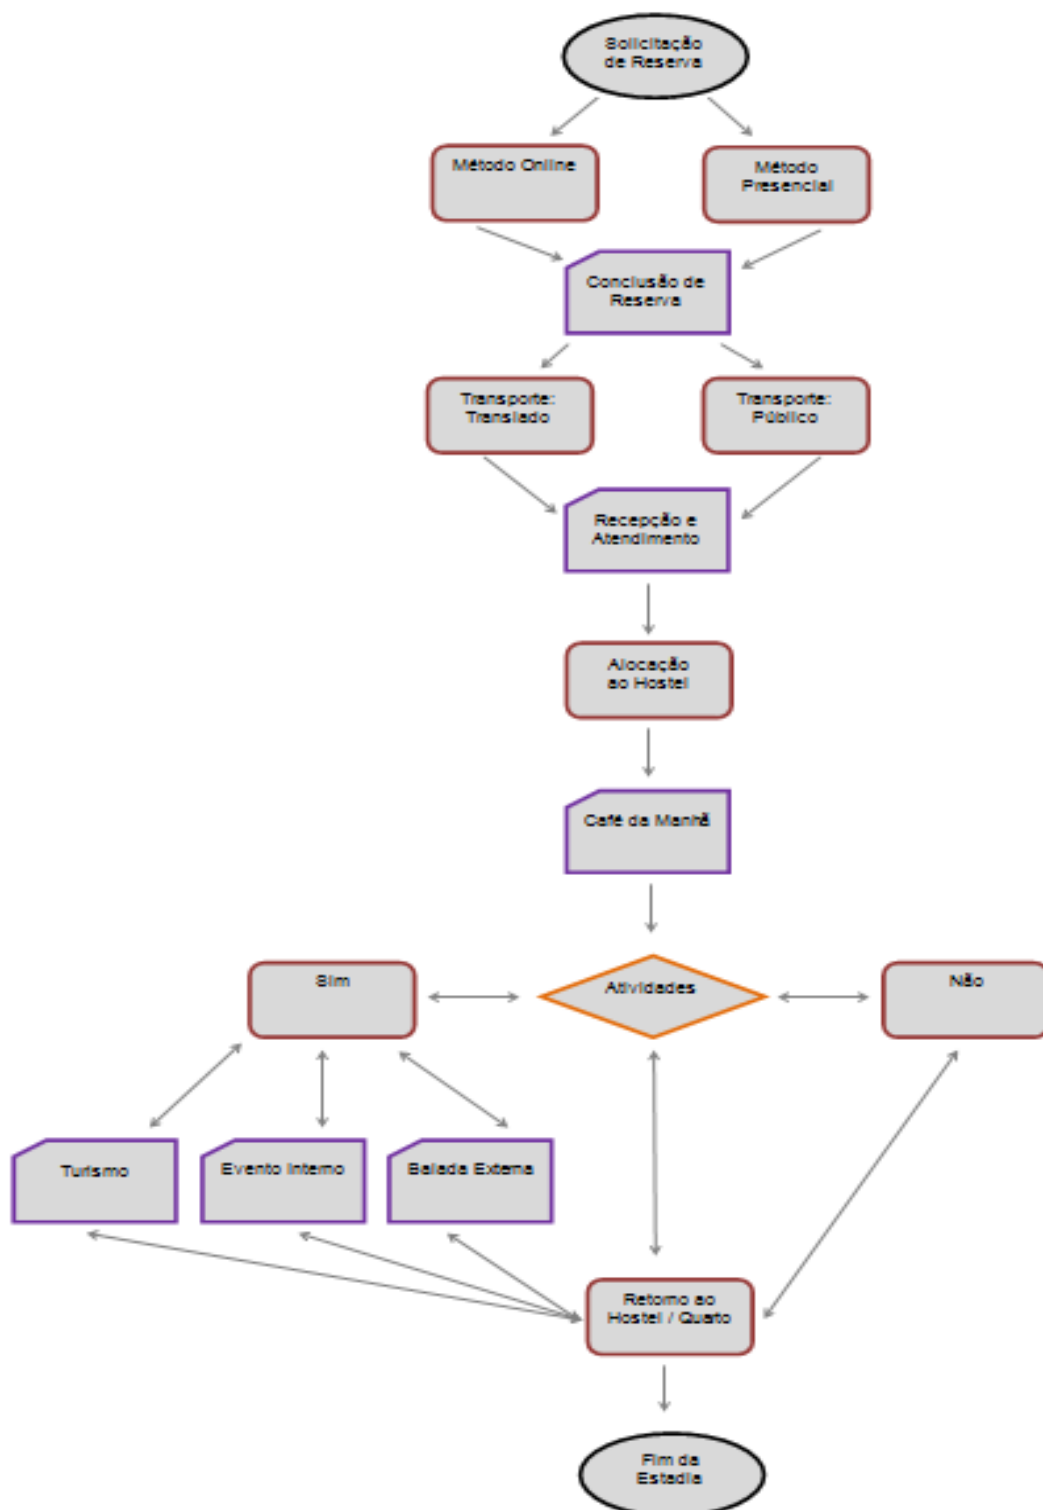 Solicitação
de Reserva
Método Online
Método
Presencial
Conclusão de
Reserva
Transporte:
Translado
Transporte:
Público
Recepção e
Atendimento
Alocação
ao Hostel
Café da Manhã
Sim
Atividades
Não
Turismo
Evento Interno
Balada Externa
Retorno ao
Hostel / Quarto
Fim da
Estadia